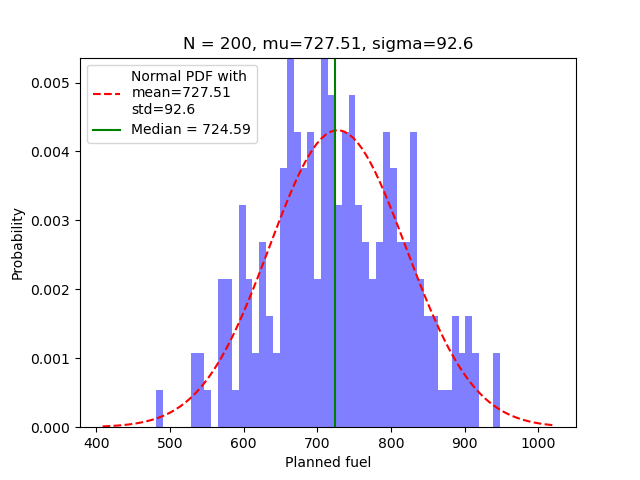 N = 200, mu=727.51, sigma=92.6
Normal PDF with
mean=727.51
std=92.6
Median = 724.59
0.005
0.004
0.003
0.002
0.001
0.000
Probability
400 500 600 700 800 900 1000
Planned fuel